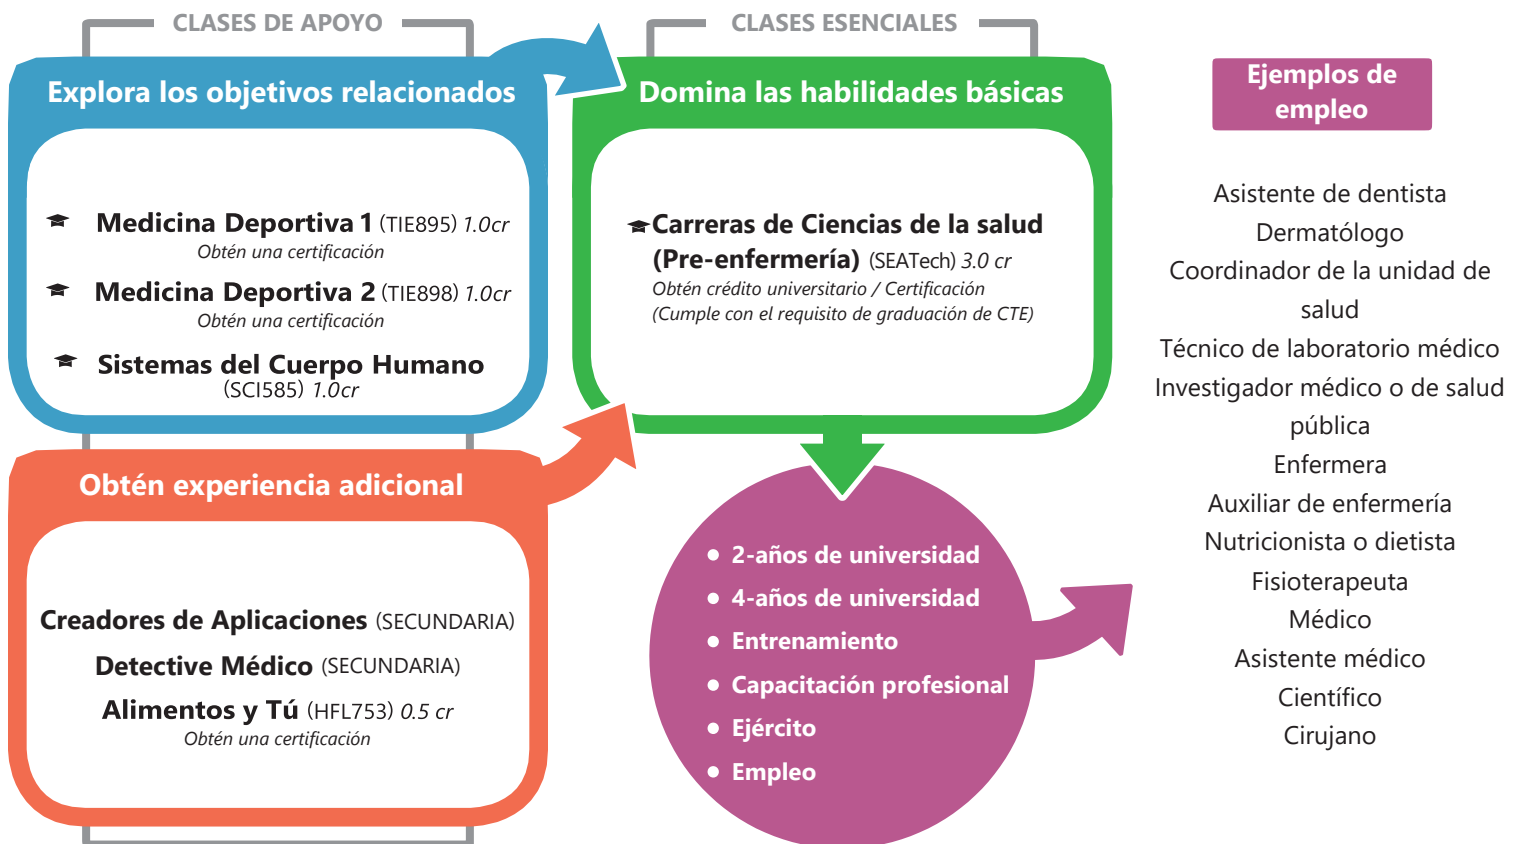 CLASES DE APOYO
Explora los objetivos relacionados
Medicina Deportiva 1 (TIE895) 1.0cr
Obtén una certificación
Medicina Deportiva 2 (TIE898) 1.0cr
Obtén una certificación
Sistemas del Cuerpo Humano
(SCI585) 1.0cr
Obtén experiencia adicional
Creadores de Aplicaciones (SECUNDARIA)
Detective Médico (SECUNDARIA)
Alimentos y Tú (HFL753) 0.5 cr
Obtén una certificación
CLASES ESENCIALES
Domina las habilidades básicas
Carreras de Ciencias de la salud
(Pre-enfermería) (SEATech) 3.0 cr
Obtén crédito universitario / Certificación
(Cumple con el requisito de graduación de CTE)
• 2-años de universidad
• 4-años de universidad
• Entrenamiento
• Capacitación profesional
• Ejército
• Empleo
Ejemplos de
empleo
Asistente de dentista
Dermatólogo
Coordinador de la unidad de
salud
Técnico de laboratorio médico
Investigador médico o de salud
pública
Enfermera
Auxiliar de enfermería
Nutricionista o dietista
Fisioterapeuta
Médico
Asistente médico
Científico
Cirujano